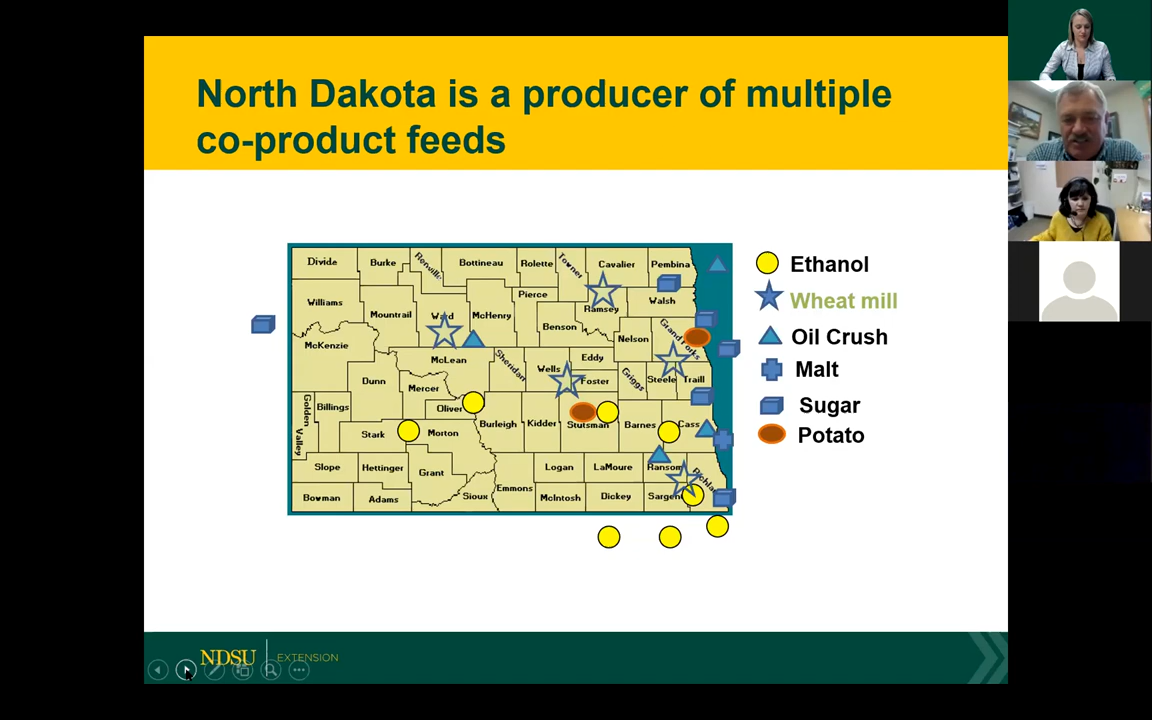 North Dakota is a producer of multiple
co-product feeds
Divide
Burke
Renville
Bottineau
Rolette
Towner
Cavalier
Pembina
Williams
Mountrail
Ward
McHenry
Pierce
Benson
Ramsey
Walsh
McKenzie
McLean
Sheridan
Wells
Eddy
Foster
Nelson
Grand Forks
Griggs
Steele
Traill
Dunn
Mercer
Oliver
Golden Valley
Billings
Stark
Morton
Burleigh
Kidder
Stutsman
Barnes
Cass
Slope
Hettinger
Grant
Logan
LaMoure
Ransom
Bowman
Adams
Sioux
Emmons
McIntosh
Dickey
Sargent
Ethanol
Wheat mill
Oil Crush
Malt
Sugar
Potato
NDSU EXTENSION